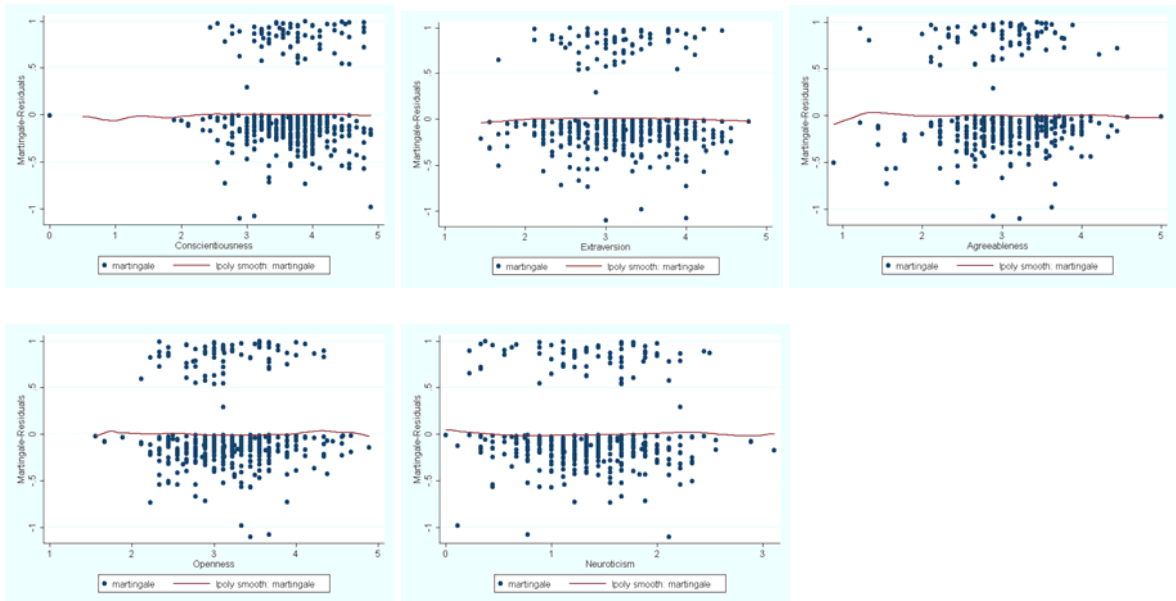 Martingale-Residuals
1
.5
0
-.5
-1
0 1 2 3 4 5
Conscientiousness
martingale lpoly smooth: martingale
Martingale-Residuals
1
.5
0
-.5
-1
1 2 3 4 5
Extraversion
martingale lpoly smooth: martingale
Martingale-Residuals
1
.5
0
-.5
-1
1 2 3 4 5
Agreeableness
martingale lpoly smooth: martingale
Martingale-Residuals
1
.5
0
-.5
-1
1 2 3 4 5
Openness
martingale lpoly smooth: martingale
Martingale-Residuals
1
.5
0
-.5
-1
0 1 2 3
Neuroticism
martingale lpoly smooth: martingale